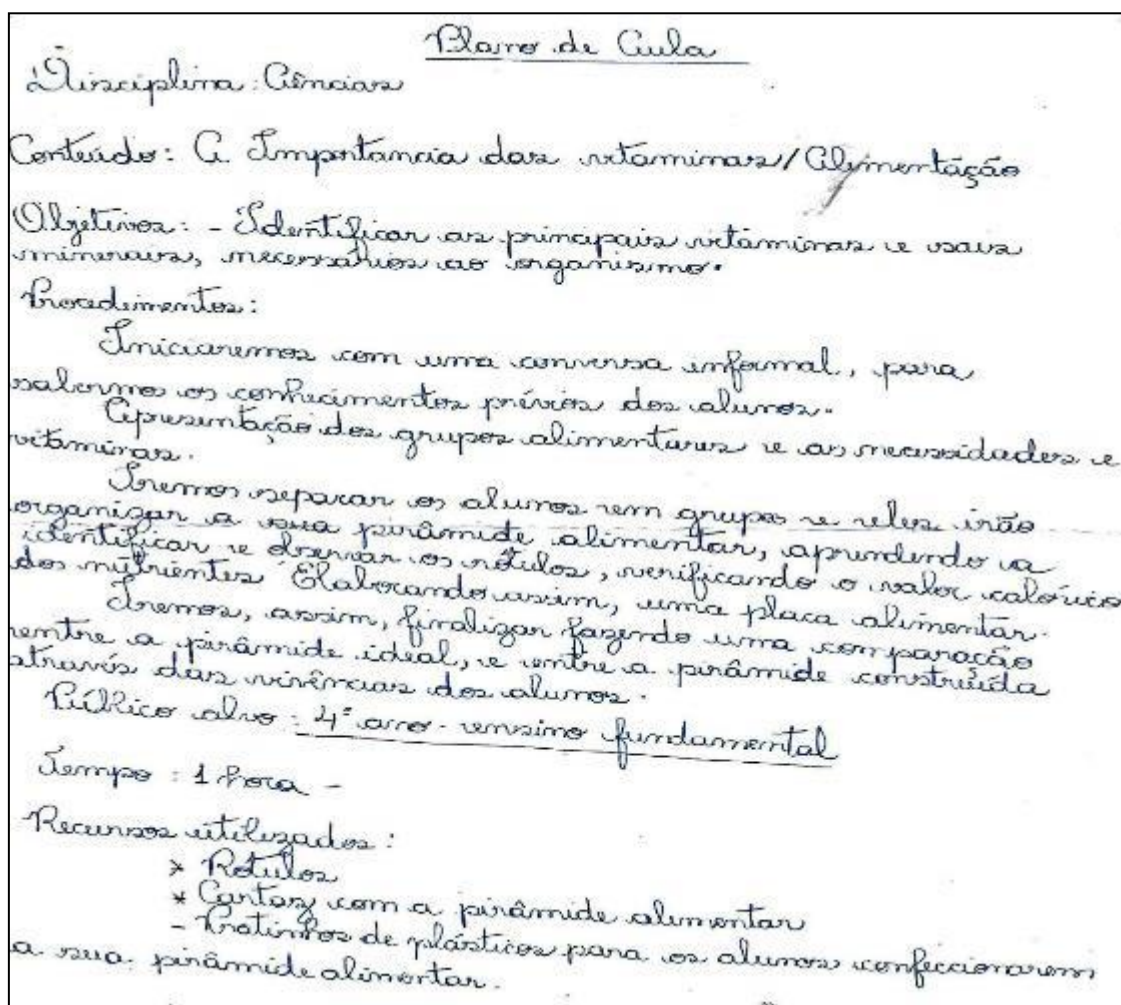 Plano de Aula
Disciplina: Ciências
Conteúdo: A Importancia das vitaminas/Alimentação
Objetivos: - Identificar as principais vitaminas e sais
minerais, necessários ao organismo.
Procedimentos:
Iniciaremos com uma conversa informal, para
sabermos os conhecimentos prévios dos alunos.
Apresentação dos grupos alimentares e as necessidades e
vitaminas.
Iremos separar os alunos em grupos e eles irão
organizar a sua pirâmide alimentar, aprendendo a
identificar e observar os rótulos, verificando o valor calórico
dos nutrientes Elaborando assim, uma placa alimentar.
Iremos, assim, finalizar fazendo uma comparação
entre a pirâmide ideal, e entre a pirâmide construída
através das vivências dos alunos.
Público alvo: 4º ano - ensino fundamental
Tempo: 1 hora -
Recursos utilizados:
* Rótulos
* Cartaz com a pirâmide alimentar
- Pratinhos de plásticos para os alunos confeccionarem
a sua pirâmide alimentar.